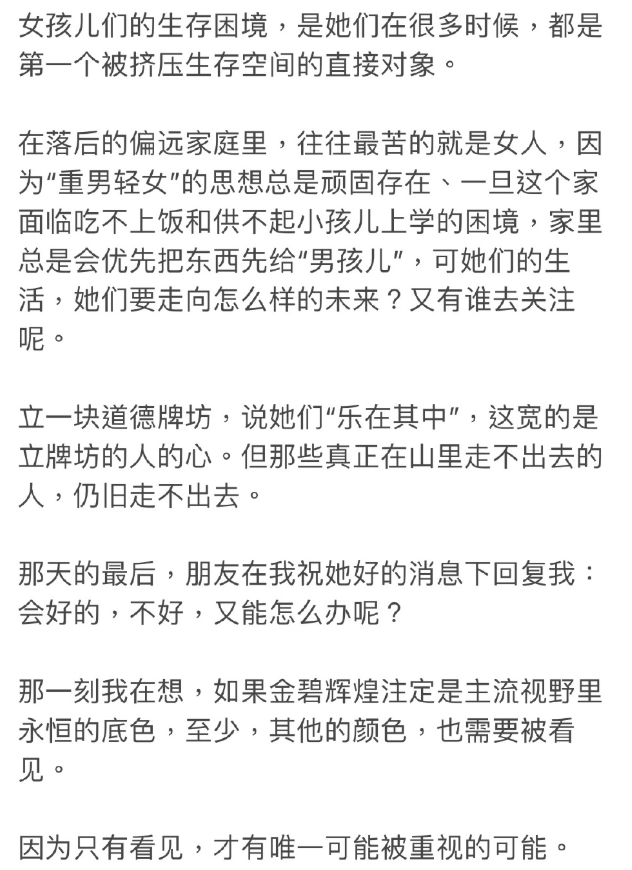 女孩儿们的生存困境，是她们在很多时候，都是
第一个被挤压生存空间的直接对象。
在落后的偏远家庭里，往往最苦的就是女人，因
为“重男轻女”的思想总是顽固存在、一旦这个家
面临吃不上饭和供不起小孩儿上学的困境，家里
总是会优先把东西先给“男孩儿”，可她们的生
活，她们要走向怎么样的未来？又有谁去关注
呢。
立一块道德牌坊，说她们“乐在其中”，这宽的是
立牌坊的人的心。但那些真正在山里走不出去的
人，仍旧走不出去。
那天的最后，朋友在我祝她好的消息下回复我：
会好的，不好，又能怎么办呢？
那一刻我在想，如果金碧辉煌注定是主流视野里
永恒的底色，至少，其他的颜色，也需要被看
见。
因为只有看见，才有唯一可能被重视的可能。